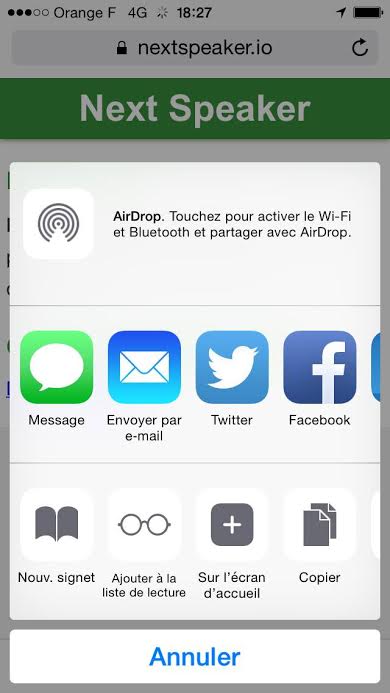 Orange F 4G 18:27
nextspeaker.io
Next Speaker
AirDrop. Touchez pour activer le Wi-Fi
et Bluetooth et partager avec AirDrop.
Message
Envoyer par
e-mail
Twitter
Facebook
Nouv. signet
Ajouter à la
liste de lecture
Sur l'écran
d'accueil
Copier
Annuler